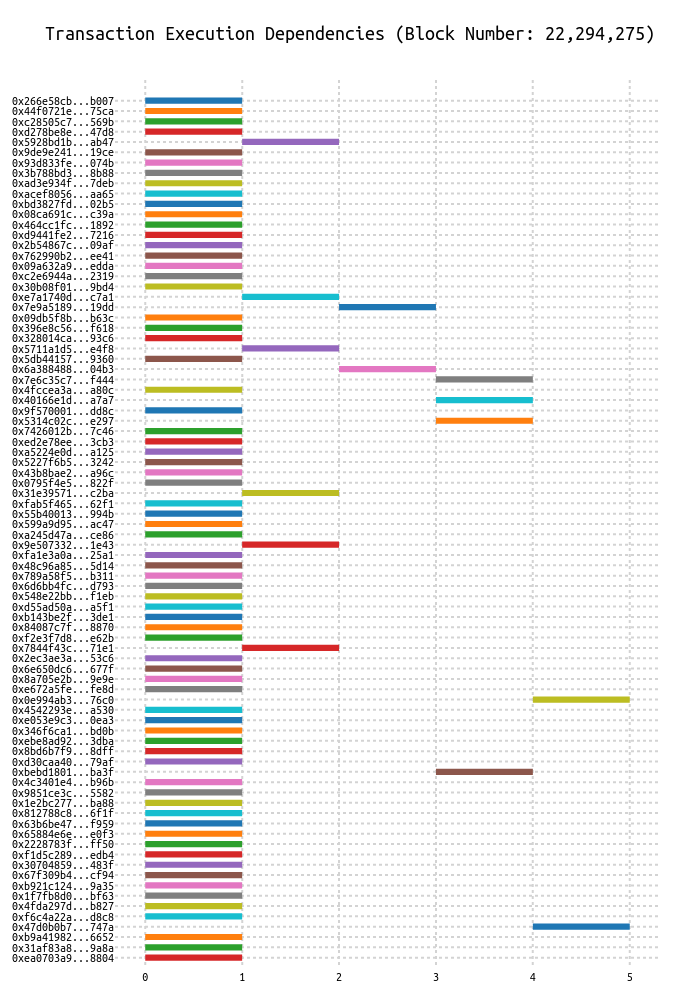 Transaction Execution Dependencies (Block Number: 22,294,275)
0x266e58cb...b007
0x44f0721e...75ca
0xc28505c7...569b
0xd278be8e...47d8
0x5928bd1b...ab47
0x9de9e241...19ce
0x93d833fe...074b
0x3b788bd3...8b88
0xad3e934f...7deb
0xacef8056...aa65
0xbd3827fd...02b5
0x08ca691c...c39a
0x464cc1fc...1892
0xd9441fe2...7216
0x2b54867c...09af
0x762990b2...ee41
0x09a632a9...edda
0xc2e6944a...2319
0x30b08f01...9bd4
0xe7a1740d...c7a1
0x7e9a5189...19dd
0x09db5f8b...b63c
0x396e8c56...f618
0x328014ca...93c6
0x5711a1d5...e4f8
0x5db44157...9360
0x6a388488...04b3
0x7e6c35c7...f444
0x4fccea3a...a80c
0x40166e1d...a7a7
0x9f570001...dd8c
0x5314c02b...e297
0x7426012b...7c46
0xed2e78ee...3cb3
0xa5224e0d...a125
0x5227f6b5...3242
0x43b8bae2...a96c
0x0795f4e5...822f
0x31e39571...c2ba
0xfab5f465...62f1
0x55b40013...994b
0x599a9d95...ac47
0xa245d47a...ce86
0x9e507332...1e43
0xfa1e3a0a...25a1
0x48c96a85...5d14
0x789a58f5...b311
0x6d6bb4fc...d793
0x548e22bb...f1eb
0xd55ad50a...a5f1
0xb143be2f...3de1
0x84087c7f...8870
0xf2e3f7d8...e62b
0x7844f43c...71e1
0x2ec3ae3a...53c6
0x6e650dc6...677f
0x8a705e2b...9e9e
0xe672a5fe...fe8d
0x0e994ab3...76c0
0x4542293e...a530
0xe053e9c3...0ea3
0x346f6ca1...bd0b
0xebe8ad92...3dba
0x8bd6b7f9...8dff
0xd30caa40...79af
0xbebd1801...ba3f
0x4c3401e4...b96b
0x9851ce3c...5582
0x1e2bc277...ba88
0x812788c8...6f1f
0x63b6be47...f959
0x65884e6e...e0f3
0x2228783f...ff50
0xf1d5c289...edb4
0x30704859...483f
0x67f309b4...cf94
0xb921c124...9a35
0x1f7fb8d0...bf63
0x4fda297d...b827
0xf6c4a22a...d8c8
0x47d0b0b7...747a
0xb9a41982...6652
0x31af83a8...9a8a
0xea0703a9...8804
0 1 2 3 4 5